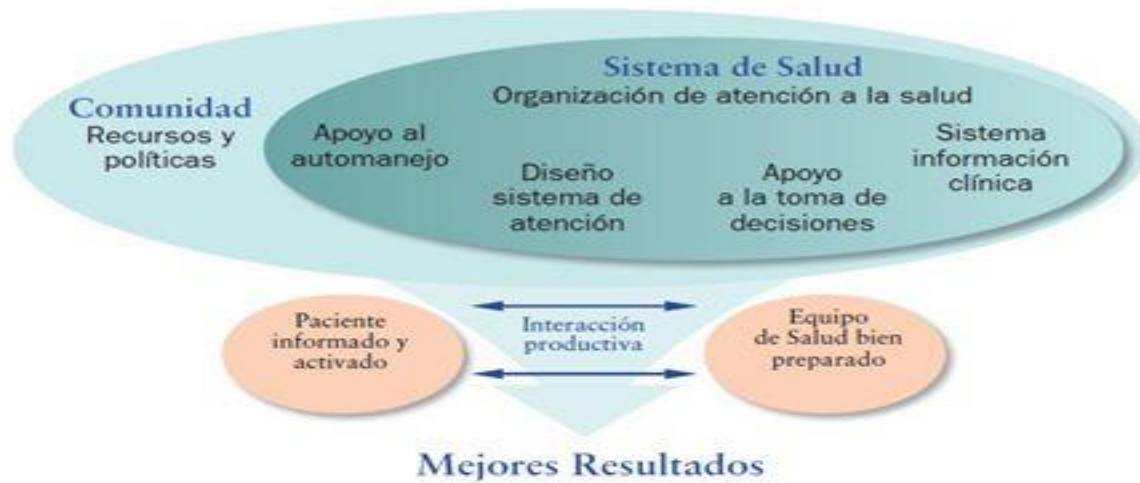 Sistema de Salud
Organización de atención a la salud
Comunidad
Recursos y
políticas
Apoyo al
automanejo
Diseño
sistema de
atención
Apoyo
a la toma de
decisiones
Sistema
información
clínica
Paciente
informado y
activado
Interacción
productiva
Equipo
de Salud bien
preparado
Mejores Resultados